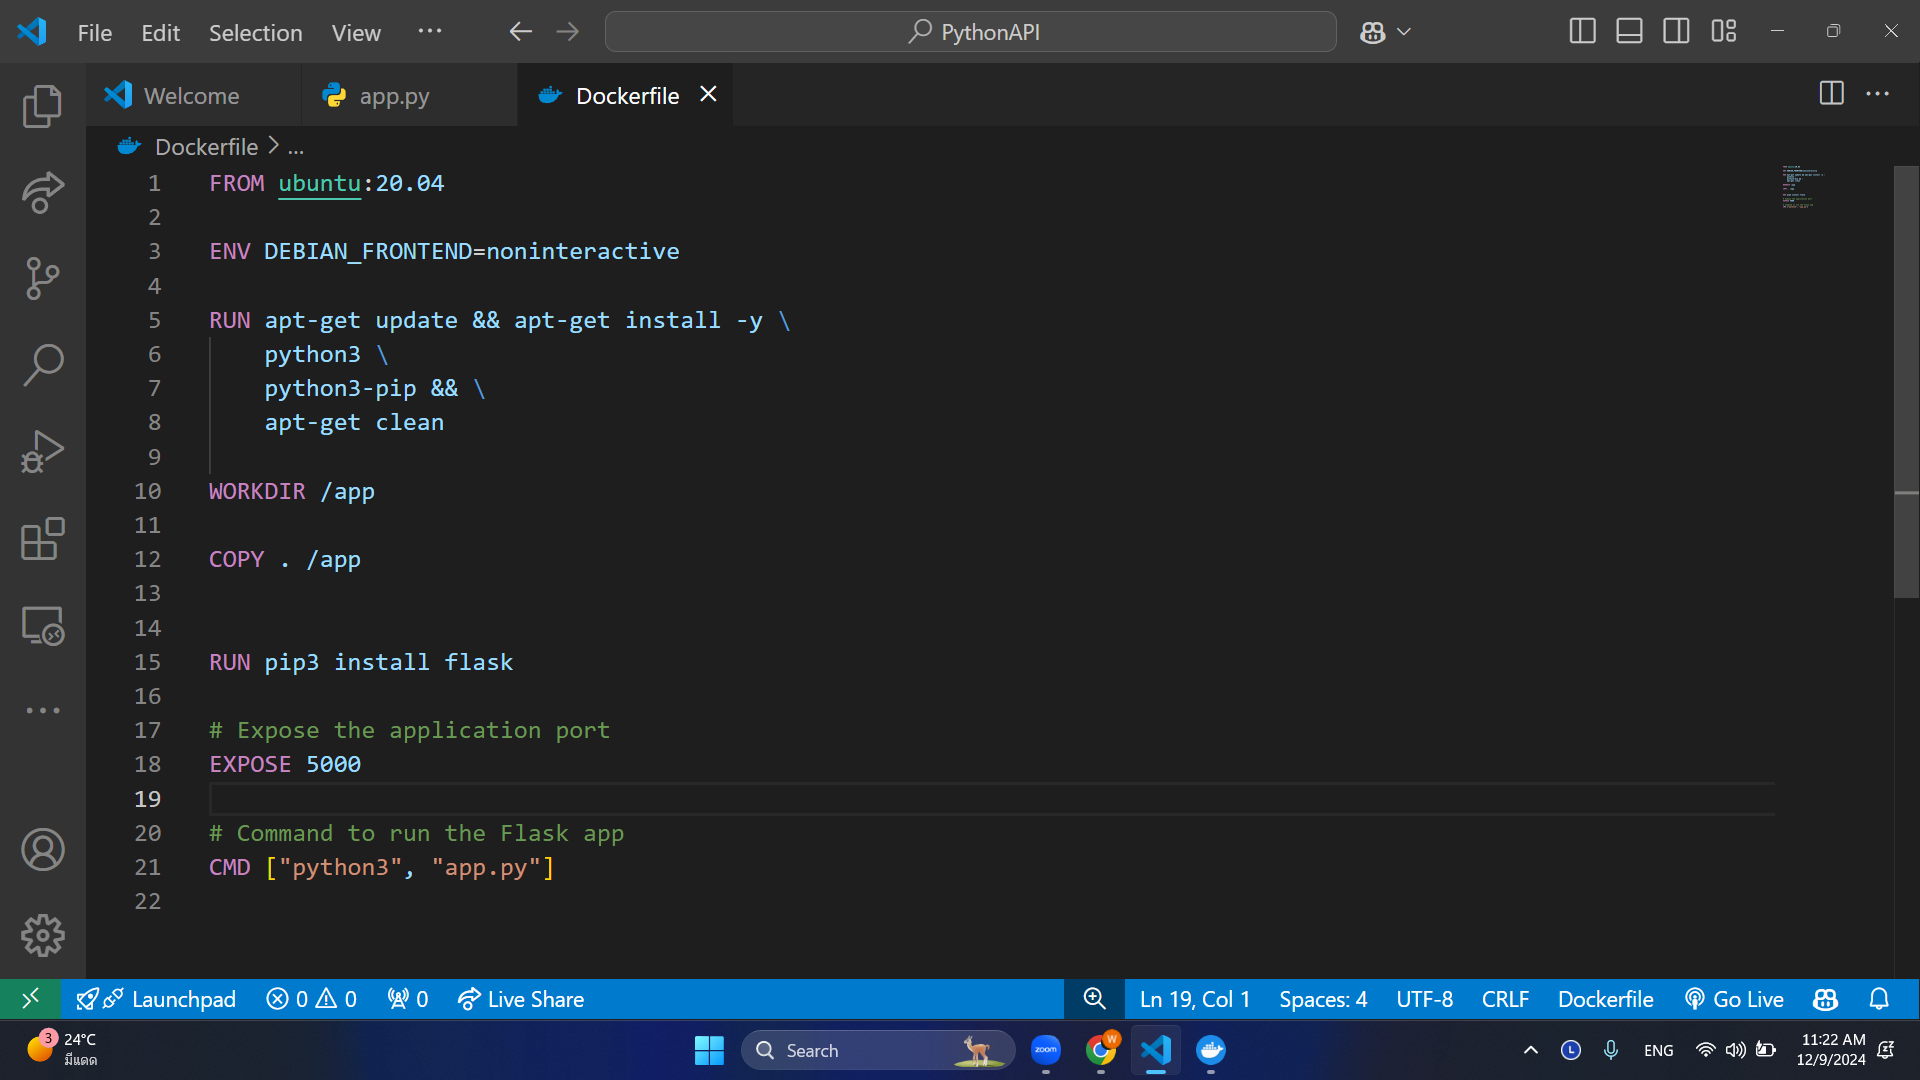 File Edit Selection View ··· PythonAPI
Welcome app.py Dockerfile
Dockerfile > ...
1 FROM ubuntu:20.04
2
3 ENV DEBIAN_FRONTEND=noninteractive
4
5 RUN apt-get update && apt-get install -y \
6 python3 \
7 python3-pip && \
8 apt-get clean
9
10 WORKDIR /app
11
12 COPY . /app
13
14
15 RUN pip3 install flask
16
17 # Expose the application port
18 EXPOSE 5000
19
20 # Command to run the Flask app
21 CMD ["python3", "app.py"]
22
Launchpad 0 0 0 Live Share Ln 19, Col 1 Spaces: 4 UTF-8 CRLF Dockerfile Go Live
3 24°C Search zoom W L ENG 11:22 AM
มีแดด 12/9/2024